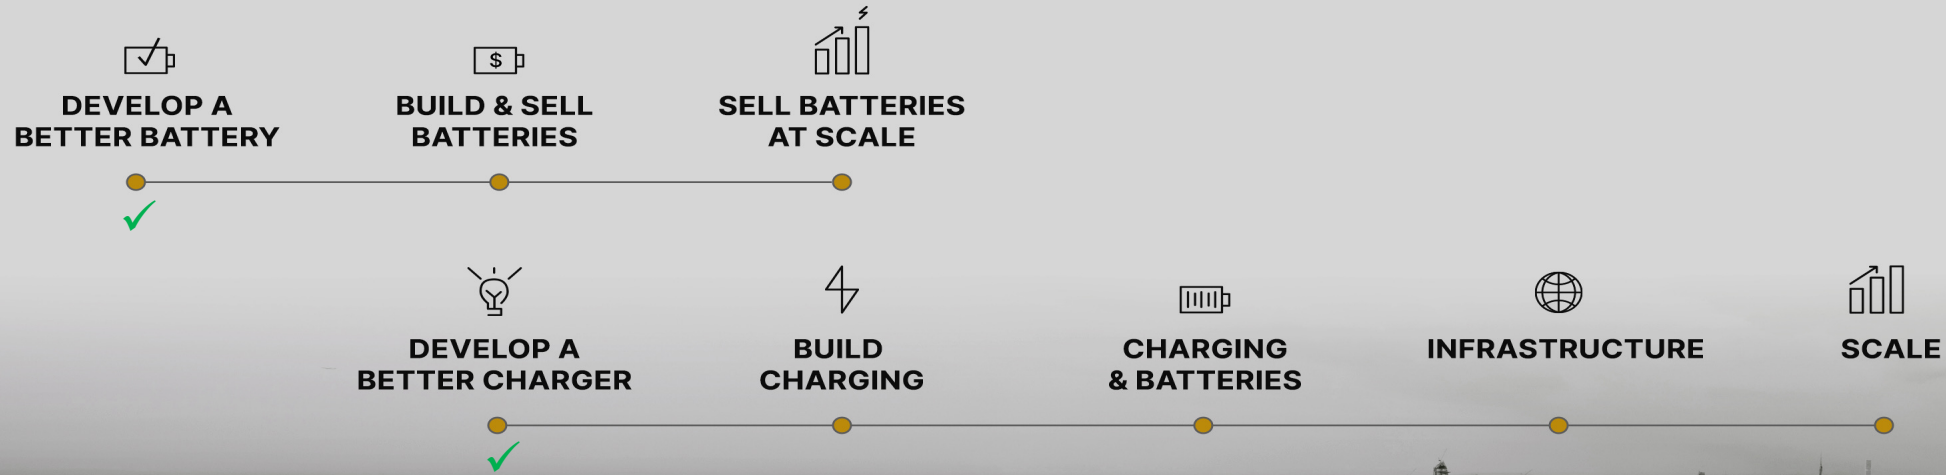 $
DEVELOP A
BETTER BATTERY
BUILD & SELL
BATTERIES
SELL BATTERIES
AT SCALE
DEVELOP A
BETTER CHARGER
BUILD
CHARGING
CHARGING
& BATTERIES
INFRASTRUCTURE
SCALE